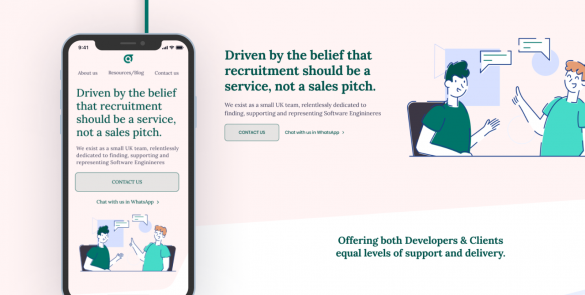 9:41
About us
Resources/Blog
Contact us
Driven by the belief
that recruitment
should be a service,
not a sales pitch.
We exist as a small UK team, relentlessly
dedicated to finding, supporting and
representing Software Enginineres
CONTACT US
Chat with us in WhatsApp >
Driven by the belief that
recruitment should be a
service, not a sales pitch.
We exist as a small UK team, relentlessly dedicated to
finding, supporting and representing Software Enginineres
CONTACT US
Chat with us in WhatsApp >
Offering both Developers & Clients
equal levels of support and delivery.